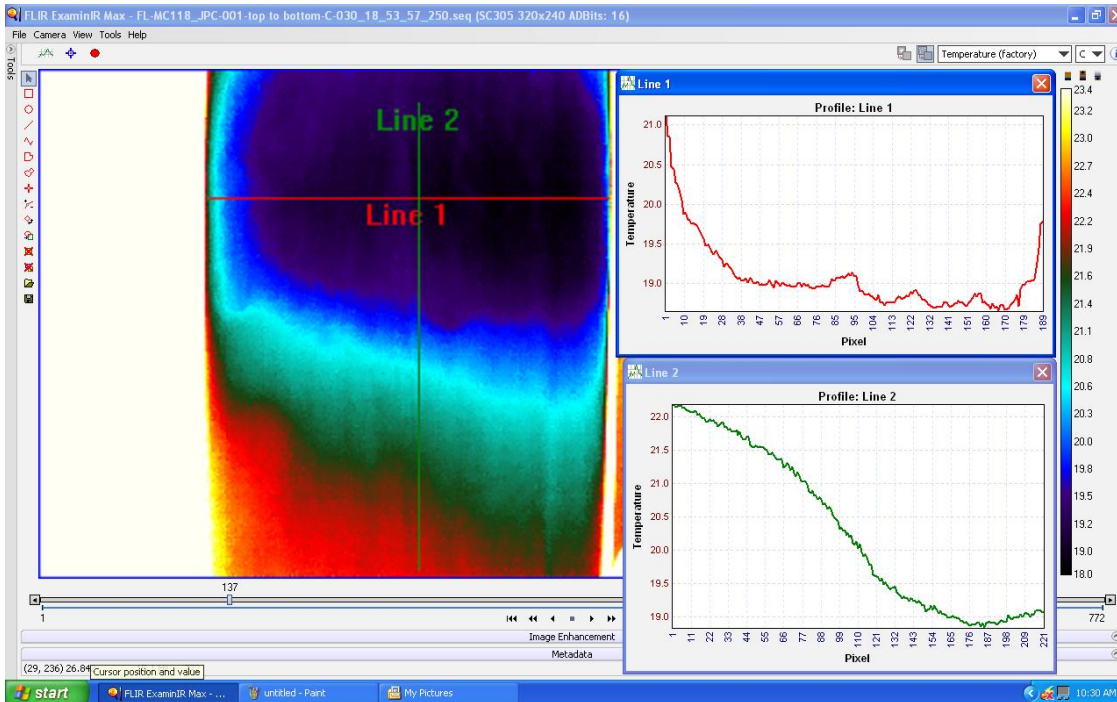 FLIR ExaminIR Max - FL-MC118_JPC-001-top to bottom-C-030_18_53_57_250.seq (SC305 320x240 ADBits: 16)
File Camera View Tools Help
Temperature (factory) C
Tools
Line 2
Line 1
Line 1
Profile: Line 1
Temperature
21.0
20.5
20.0
19.5
19.0
1 10 19 28 38 47 57 66 76 85 95 104 113 122 132 141 151 160 170 179 189
Pixel
Line 2
Profile: Line 2
Temperature
22.0
21.5
21.0
20.5
20.0
19.5
19.0
1 11 22 33 44 55 66 77 88 99 110 121 132 143 154 165 176 187 198 209 221
Pixel
23.4
23.0
22.7
22.4
22.2
21.9
21.6
21.4
21.1
20.8
20.6
20.3
20.0
19.8
19.5
19.2
19.0
18.0
137
1
772
Image Enhancement
Metadata
(29, 236) 26.84
Cursor position and value
start
FLIR ExaminIR Max - ...
untitled - Paint
My Pictures
10:30 AM